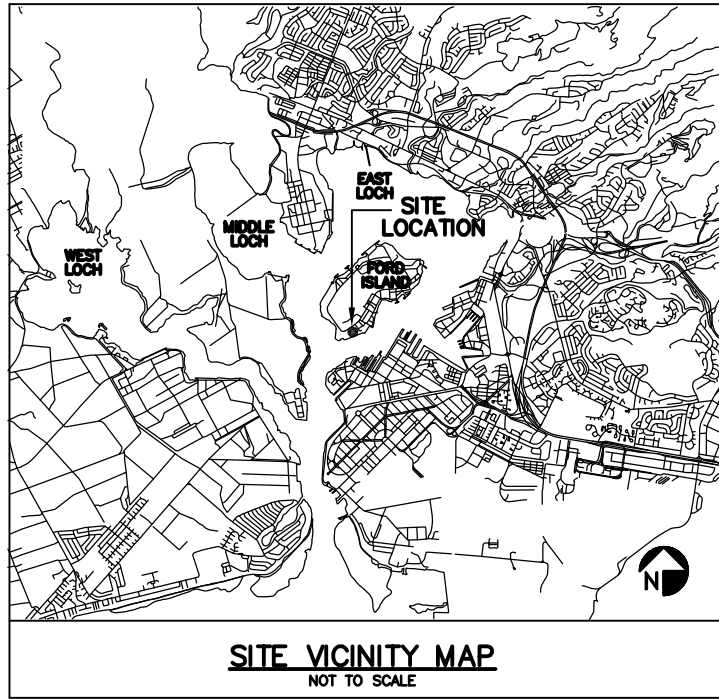 EAST
LOCH
SITE
LOCATION
MIDDLE
LOCH
WEST
LOCH
FORD
ISLAND
N
SITE VICINITY MAP
NOT TO SCALE